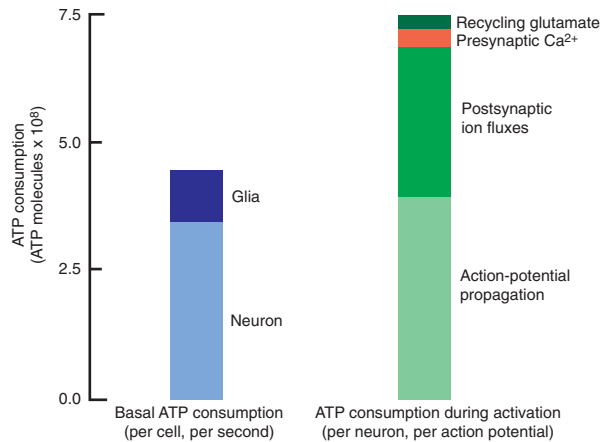 ATP consumption
(ATP molecules x 10⁸)
7.5
5.0
2.5
0.0
Glia
Neuron
Recycling glutamate
Presynaptic Ca²⁺
Postsynaptic
ion fluxes
Action-potential
propagation
Basal ATP consumption
(per cell, per second)
ATP consumption during activation
(per neuron, per action potential)